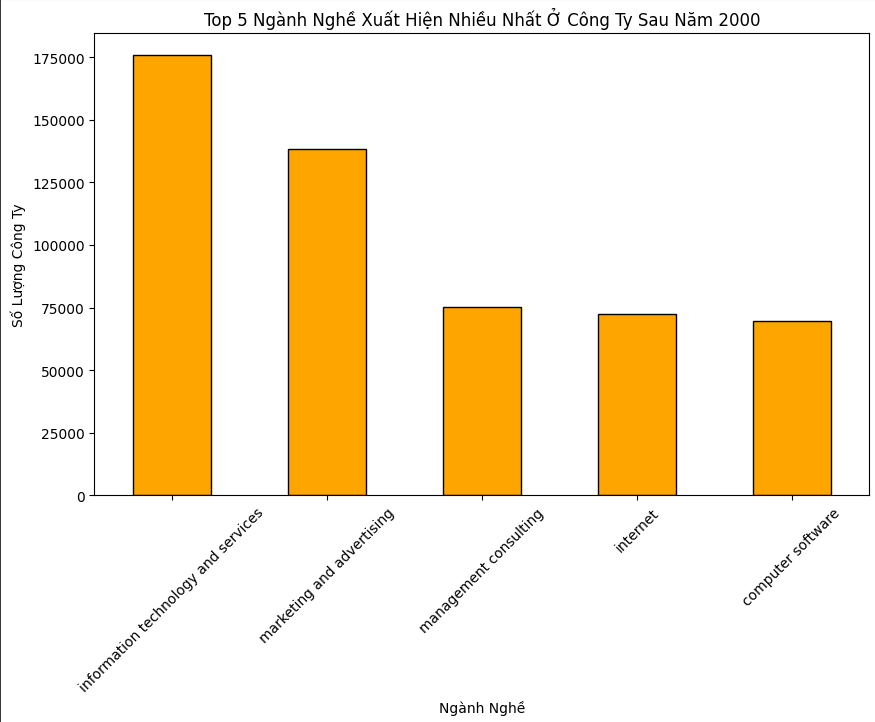 Top 5 Ngành Nghề Xuất Hiện Nhiều Nhất Ở Công Ty Sau Năm 2000
Số Lượng Công Ty
175000
150000
125000
100000
75000
50000
25000
0
information technology and services
marketing and advertising
management consulting
internet
computer software
Ngành Nghề